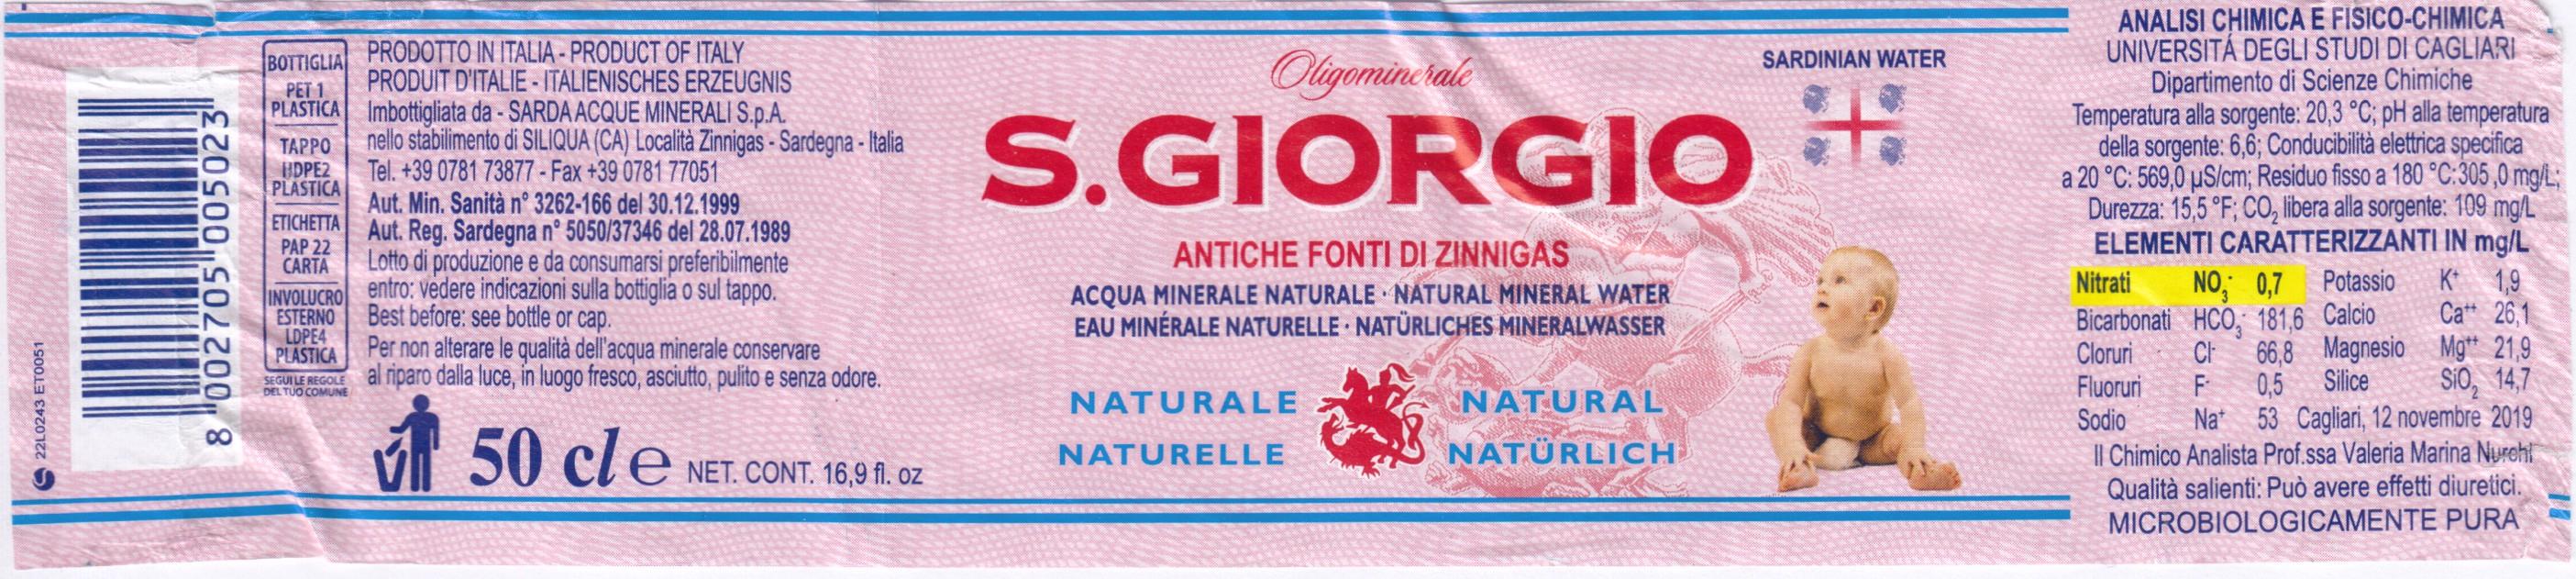 22L0243 ET0051
8 002705 005023
BOTTIGLIA
PET 1
PLASTICA
TAPPO
HDPE2
PLASTICA
ETICHETTA
PAP 22
CARTA
INVOLUCRO
ESTERNO
LDPE4
PLASTICA
SEGUI LE REGOLE
DEL TUO COMUNE
PRODOTTO IN ITALIA - PRODUCT OF ITALY
PRODUIT D'ITALIE - ITALIENISCHES ERZEUGNIS
Imbottigliata da - SARDA ACQUE MINERALI S.p.A.
nello stabilimento di SILIQUA (CA) Località Zinnigas - Sardegna - Italia
Tel. +39 0781 73877 - Fax +39 0781 77051
Aut. Min. Sanità n° 3262-166 del 30.12.1999
Aut. Reg. Sardegna n° 5050/37346 del 28.07.1989
Lotto di produzione e da consumarsi preferibilmente
entro: vedere indicazioni sulla bottiglia o sul tappo.
Best before: see bottle or cap.
Per non alterare le qualità dell'acqua minerale conservare
al riparo dalla luce, in luogo fresco, asciutto, pulito e senza odore.
50 cl e NET. CONT. 16,9 fl. oz
Oligominerale
SARDINIAN WATER
S.GIORGIO
ANTICHE FONTI DI ZINNIGAS
ACQUA MINERALE NATURALE · NATURAL MINERAL WATER
EAU MINÉRALE NATURELLE · NATÜRLICHES MINERALWASSER
NATURALE NATURAL
NATURELLE NATÜRLICH
ANALISI CHIMICA E FISICO-CHIMICA
UNIVERSITÁ DEGLI STUDI DI CAGLIARI
Dipartimento di Scienze Chimiche
Temperatura alla sorgente: 20,3 °C; pH alla temperatura
della sorgente: 6,6; Conducibilità elettrica specifica
a 20 °C: 569,0 µS/cm; Residuo fisso a 180 °C:305 ,0 mg/L;
Durezza: 15,5 °F; CO₂ libera alla sorgente: 109 mg/L
ELEMENTI CARATTERIZZANTI IN mg/L
Nitrati NO₃⁻ 0,7 Potassio K⁺ 1,9
Bicarbonati HCO₃⁻ 181,6 Calcio Ca⁺⁺ 26,1
Cloruri Cl⁻ 66,8 Magnesio Mg⁺⁺ 21,9
Fluoruri F⁻ 0,5 Silice SiO₂ 14,7
Sodio Na⁺ 53 Cagliari, 12 novembre 2019
Il Chimico Analista Prof.ssa Valeria Marina Nurchi
Qualità salienti: Può avere effetti diuretici.
MICROBIOLOGICAMENTE PURA